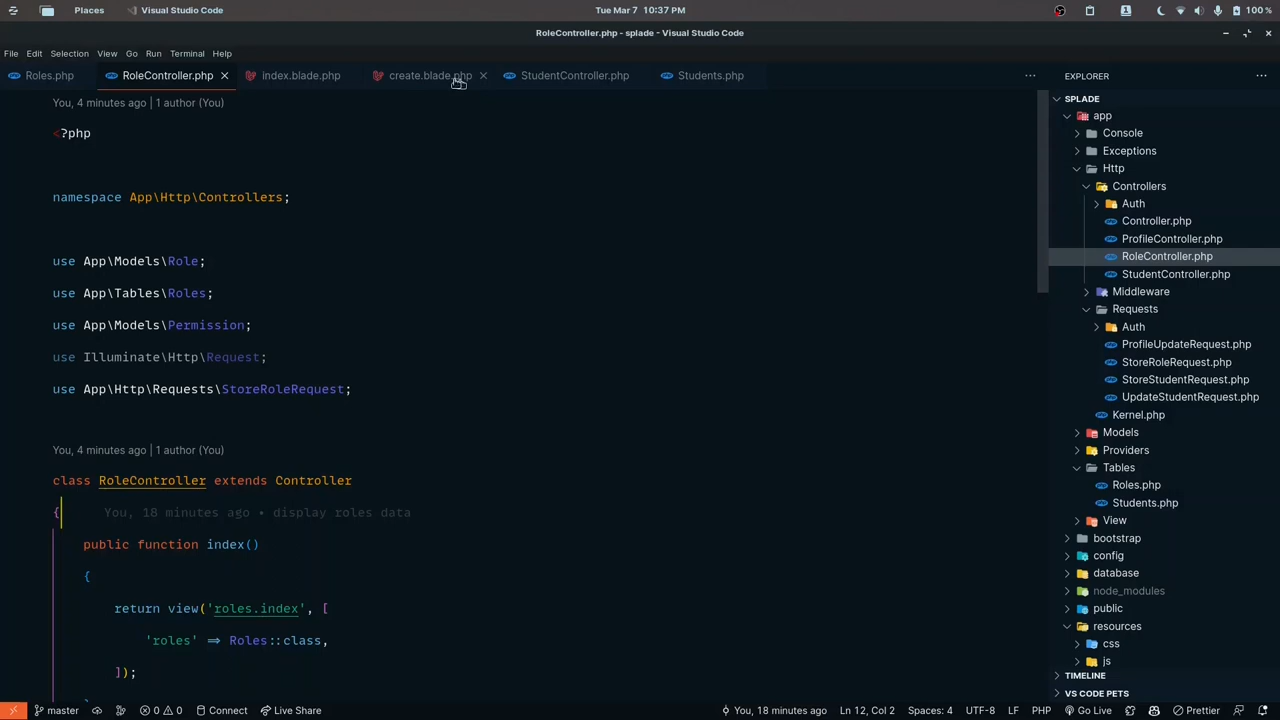 Places
Visual Studio Code
Tue Mar 7 10:37 PM
100 %
RoleController.php - splade - Visual Studio Code
File Edit Selection View Go Run Terminal Help
Roles.php
RoleController.php
index.blade.php
create.blade.php
StudentController.php
Students.php
You, 4 minutes ago | 1 author (You)
<?php
namespace App\Http\Controllers;
use App\Models\Role;
use App\Tables\Roles;
use App\Models\Permission;
use Illuminate\Http\Request;
use App\Http\Requests\StoreRoleRequest;
You, 4 minutes ago | 1 author (You)
class RoleController extends Controller
{ You, 18 minutes ago • display roles data
public function index()
{
return view('roles.index', [
'roles' ⇒ Roles::class,
]);
EXPLORER
SPLADE
app
Console
Exceptions
Http
Controllers
Auth
Controller.php
ProfileController.php
RoleController.php
StudentController.php
Middleware
Requests
Auth
ProfileUpdateRequest.php
StoreRoleRequest.php
StoreStudentRequest.php
UpdateStudentRequest.php
Kernel.php
Models
Providers
Tables
Roles.php
Students.php
View
bootstrap
config
database
node_modules
public
resources
css
js
TIMELINE
VS CODE PETS
master
0
0
Connect
Live Share
You, 18 minutes ago
Ln 12, Col 2
Spaces: 4
UTF-8
LF
PHP
Go Live
Prettier